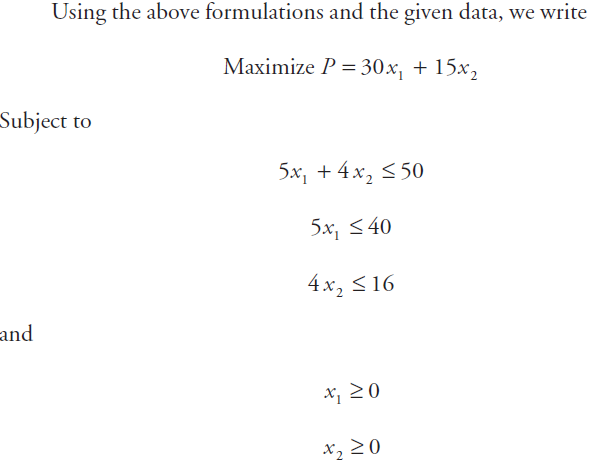 Using the above formulations and the given data, we write
Maximize P = 30x₁ + 15x₂
Subject to
5x₁ + 4x₂ ≤ 50
5x₁ ≤ 40
4x₂ ≤ 16
and
x₁ ≥ 0
x₂ ≥ 0